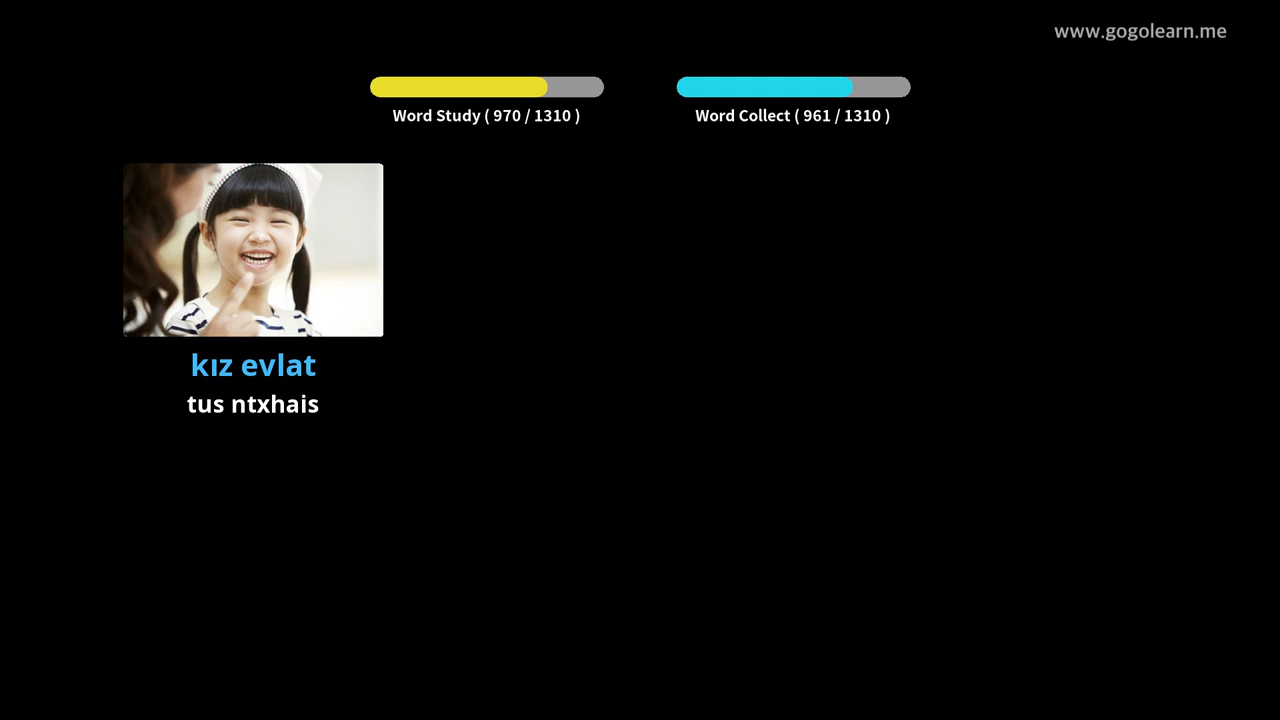 www.gogolearn.me
Word Study ( 970 / 1310 )
Word Collect ( 961 / 1310 )
kız evlat
tus ntxhais